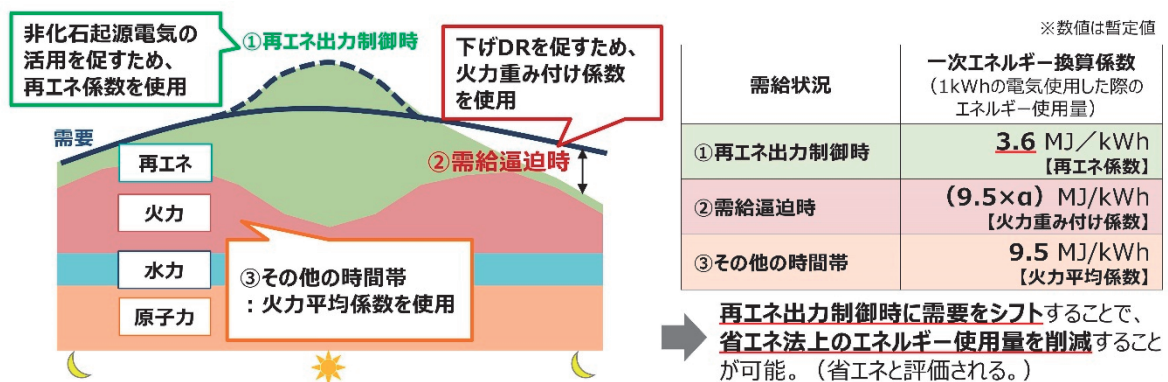 非化石起源電気の
活用を促すため、
再エネ係数を使用
①再エネ出力制御時
下げDRを促すため、
火力重み付け係数
を使用
需要
②需給逼迫時
再エネ
火力
水力
原子力
③その他の時間帯
：火力平均係数を使用
※数値は暫定値
需給状況
一次エネルギー換算係数
（1kWhの電気使用した際の
エネルギー使用量）
①再エネ出力制御時
3.6 MJ／kWh
【再エネ係数】
②需給逼迫時
（9.5×α）MJ/kWh
【火力重み付け係数】
③その他の時間帯
9.5 MJ/kWh
【火力平均係数】
再エネ出力制御時に需要をシフトすることで、
省エネ法上のエネルギー使用量を削減すること
が可能。（省エネと評価される。）